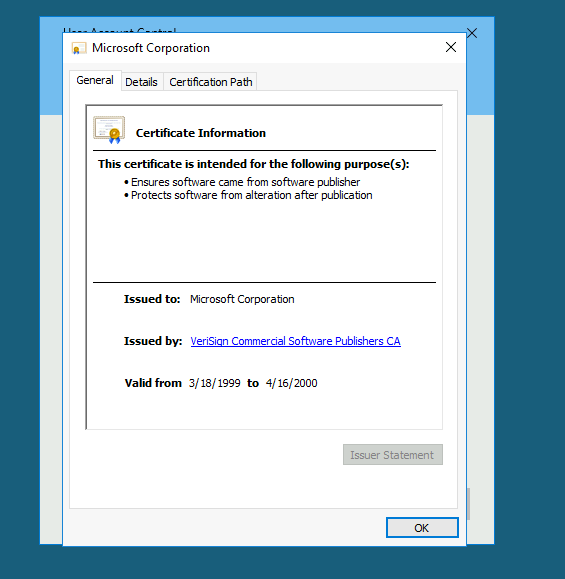 User Account Control
Microsoft Corporation
General
Details
Certification Path
Certificate Information
This certificate is intended for the following purpose(s):
• Ensures software came from software publisher
• Protects software from alteration after publication
Issued to: Microsoft Corporation
Issued by: VeriSign Commercial Software Publishers CA
Valid from 3/18/1999 to 4/16/2000
Issuer Statement
OK